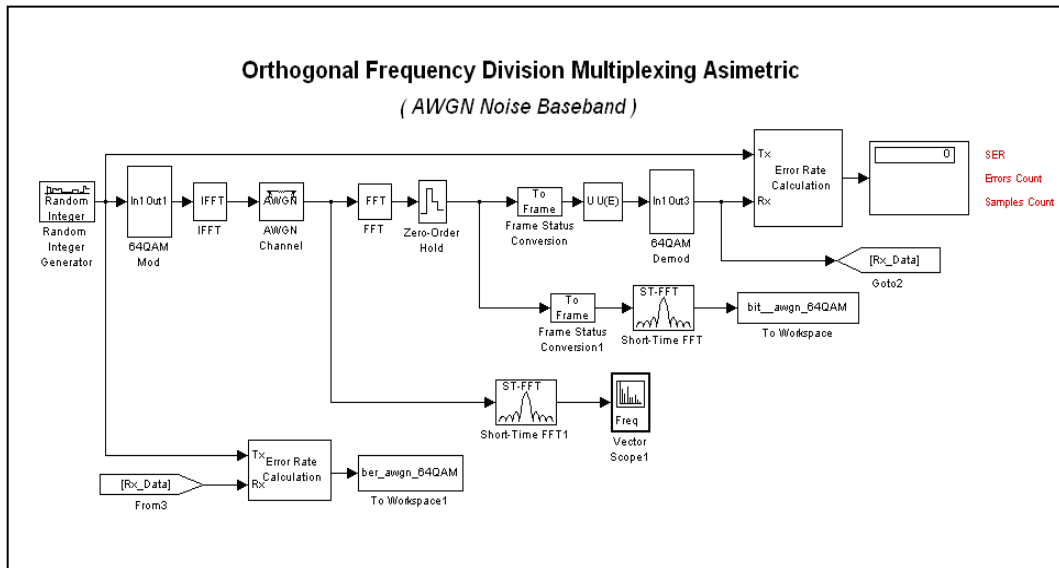 Orthogonal Frequency Division Multiplexing Asimetric
( AWGN Noise Baseband )
Random
Integer
Random
Integer
Generator
In1 Out1
64QAM
Mod
IFFT
IFFT
AWGN
AWGN
Channel
FFT
FFT
Zero-Order
Hold
To
Frame
Frame Status
Conversion
U U(E)
In1 Out3
64QAM
Demod
Tx
Rx
Error Rate
Calculation
0
SER
Errors Count
Samples Count
[Rx_Data]
Goto2
To
Frame
Frame Status
Conversion1
ST-FFT
Short-Time FFT
bit__awgn_64QAM
To Workspace
ST-FFT
Short-Time FFT1
Freq
Vector
Scope1
[Rx_Data]
From3
Tx
Rx
Error Rate
Calculation
ber_awgn_64QAM
To Workspace1